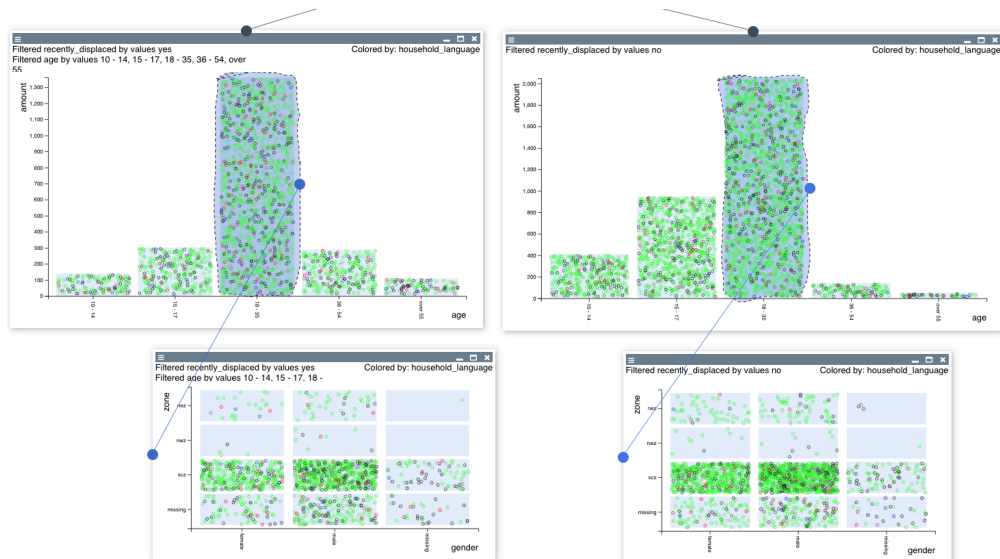 Filtered recently_displaced by values yes
Colored by: household_language
Filtered age by values 10 - 14, 15 - 17, 18 - 35, 36 - 54, over
55
amount
1,300
1,200
1,100
1,000
900
800
700
600
500
400
300
200
100
0
10 - 14
15 - 17
18 - 35
36 - 54
over 55
age
Filtered recently_displaced by values no
Colored by: household_language
amount
2,000
1,800
1,600
1,400
1,200
1,000
800
600
400
200
0
10 - 14
15 - 17
18 - 35
36 - 54
over 55
age
Filtered recently_displaced by values yes
Colored by: household_language
Filtered age by values 10 - 14, 15 - 17, 18 -
zone
nez
nwz
scz
missing
female
male
missing
gender
Filtered recently_displaced by values no
Colored by: household_language
zone
nez
nwz
scz
missing
female
male
missing
gender